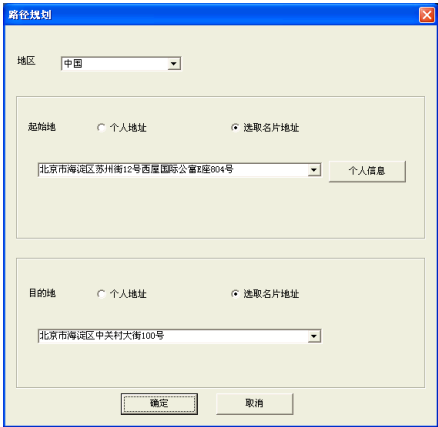 路径规划
地区 中国
起始地 个人地址 选取名片地址
北京市海淀区苏州街12号西屋国际公寓E座804号 个人信息
目的地 个人地址 选取名片地址
北京市海淀区中关村大街100号
确定 取消